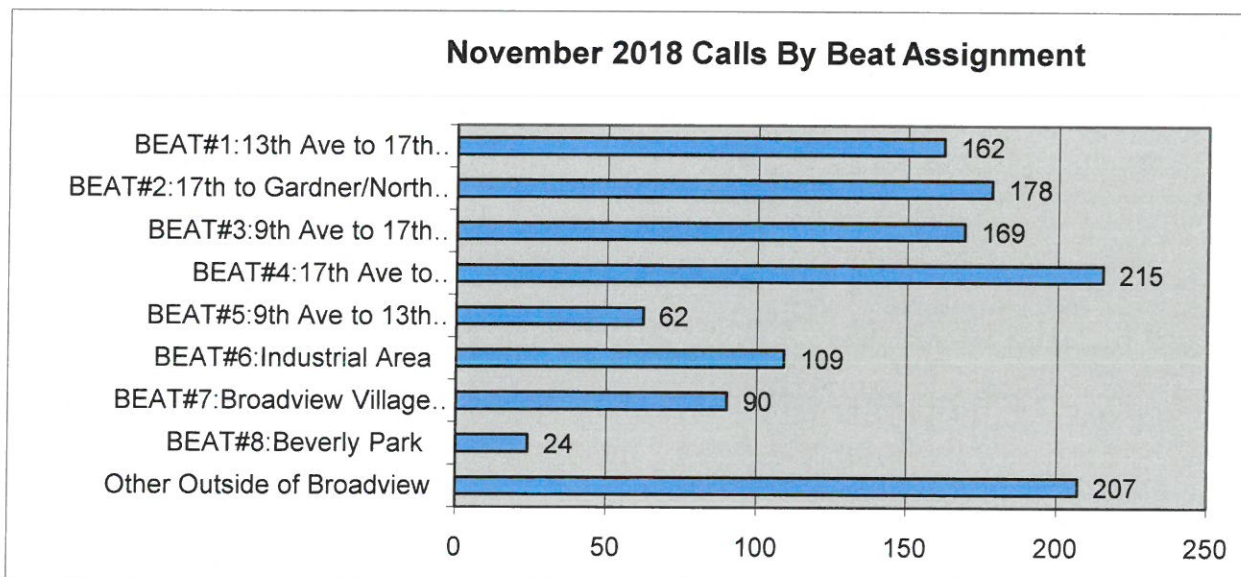 November 2018 Calls By Beat Assignment
BEAT#1:13th Ave to 17th.. 162
BEAT#2:17th to Gardner/North.. 178
BEAT#3:9th Ave to 17th.. 169
BEAT#4:17th Ave to.. 215
BEAT#5:9th Ave to 13th.. 62
BEAT#6:Industrial Area 109
BEAT#7:Broadview Village.. 90
BEAT#8:Beverly Park 24
Other Outside of Broadview 207
0 50 100 150 200 250